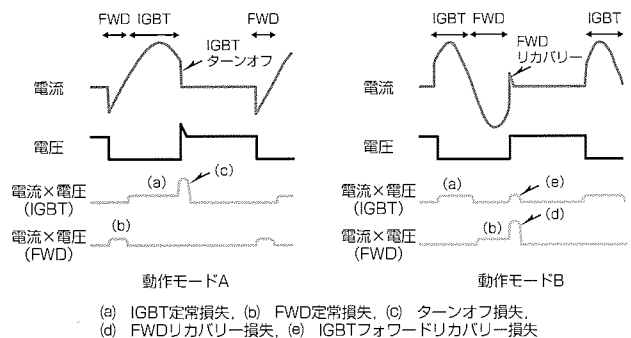 FWD IGBT FWD
IGBT
ターンオフ
電流
電圧
(a) (c)
電流×電圧
(IGBT)
(b)
電流×電圧
(FWD)
動作モードA
IGBT FWD IGBT
FWD
リカバリー
電流
電圧
(a) (e)
電流×電圧
(IGBT)
(b) (d)
電流×電圧
(FWD)
動作モードB
(a) IGBT定常損失, (b) FWD定常損失, (c) ターンオフ損失,
(d) FWDリカバリー損失, (e) IGBTフォワードリカバリー損失